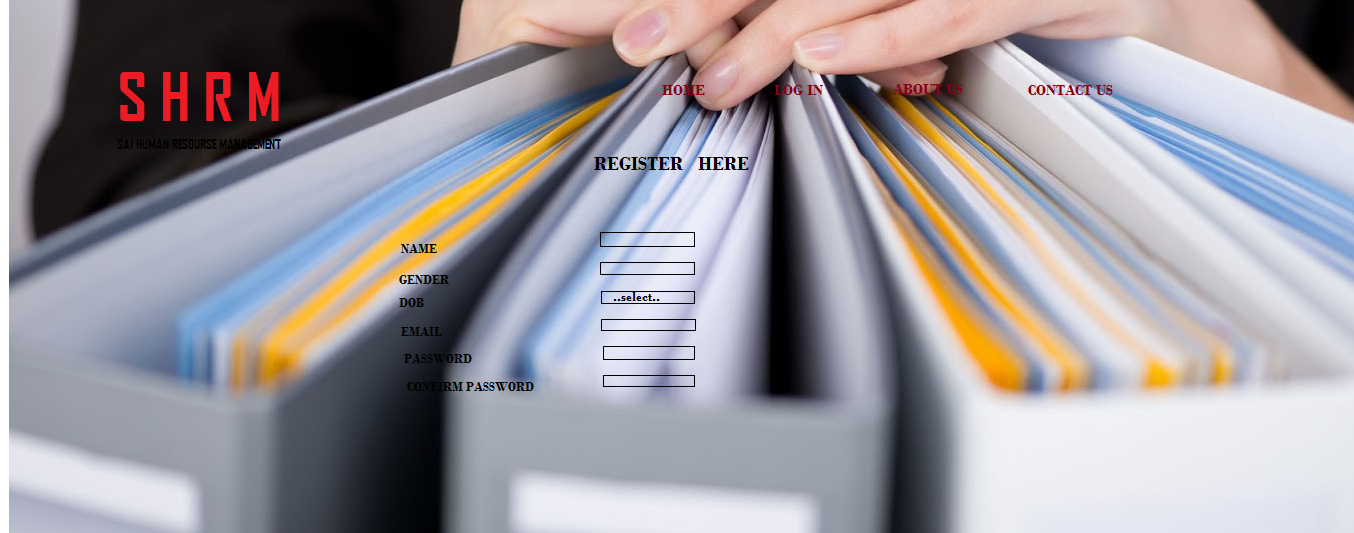 SHRM
SAI HUMAN RESOURSE MANAGEMENT
HOME LOG IN ABOUT US CONTACT US
REGISTER HERE
NAME
GENDER
DOB ..select..
EMAIL
PASSWORD
CONFIRM PASSWORD